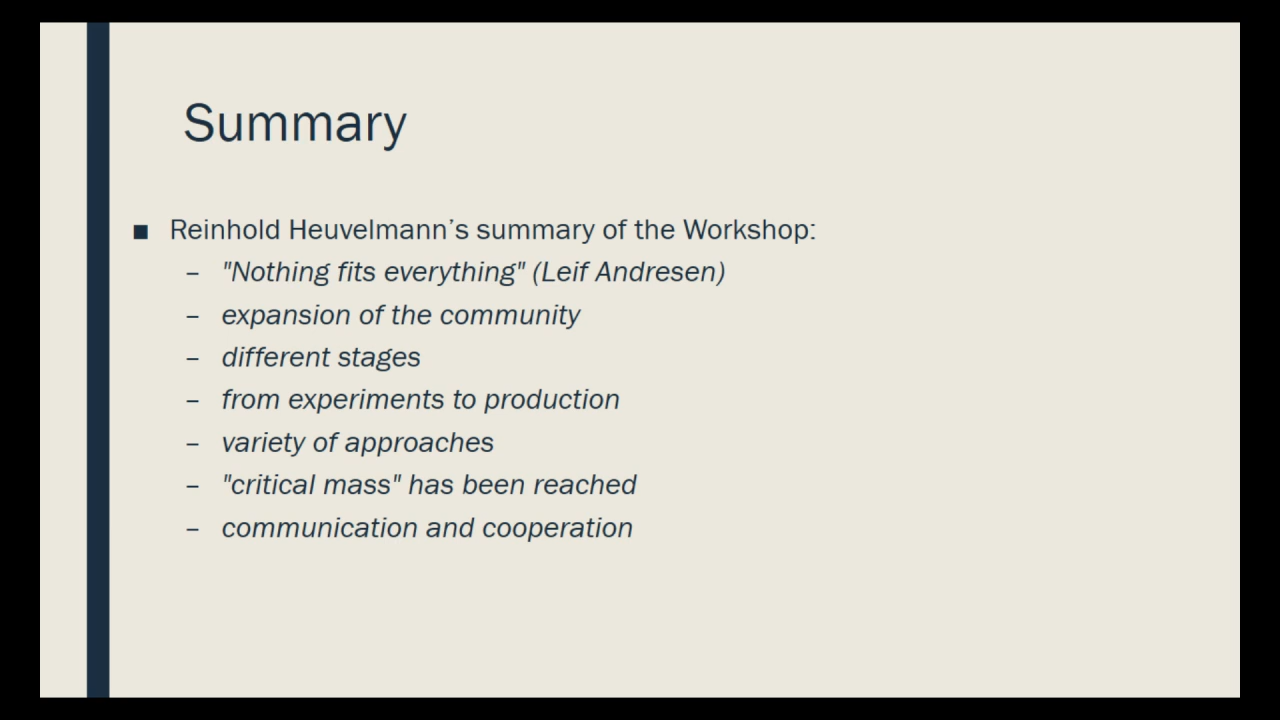 Summary
■ Reinhold Heuvelmann’s summary of the Workshop:
– "Nothing fits everything" (Leif Andresen)
– expansion of the community
– different stages
– from experiments to production
– variety of approaches
– "critical mass" has been reached
– communication and cooperation